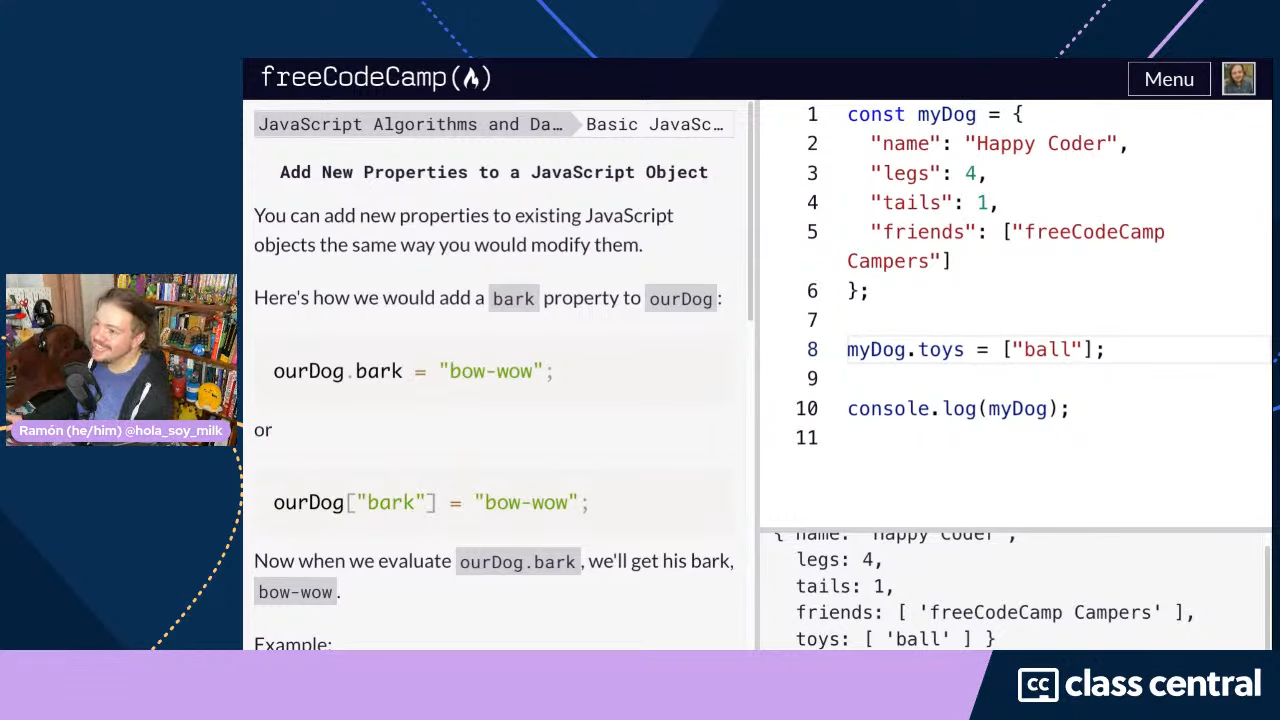 freeCodeCamp
Menu
JavaScript Algorithms and Da…
Basic JavaSc…
Add New Properties to a JavaScript Object
You can add new properties to existing JavaScript
objects the same way you would modify them.
Here's how we would add a bark property to ourDog:
ourDog.bark = "bow-wow";
or
ourDog["bark"] = "bow-wow";
Now when we evaluate ourDog.bark, we'll get his bark,
bow-wow.
Example:
1 const myDog = {
2 "name": "Happy Coder",
3 "legs": 4,
4 "tails": 1,
5 "friends": ["freeCodeCamp
Campers"]
6 };
7
8 myDog.toys = ["ball"];
9
10 console.log(myDog);
11
{ name: 'Happy Coder',
legs: 4,
tails: 1,
friends: [ 'freeCodeCamp Campers' ],
toys: [ 'ball' ] }
Ramón (he/him) @hola_soy_milk
cc class central